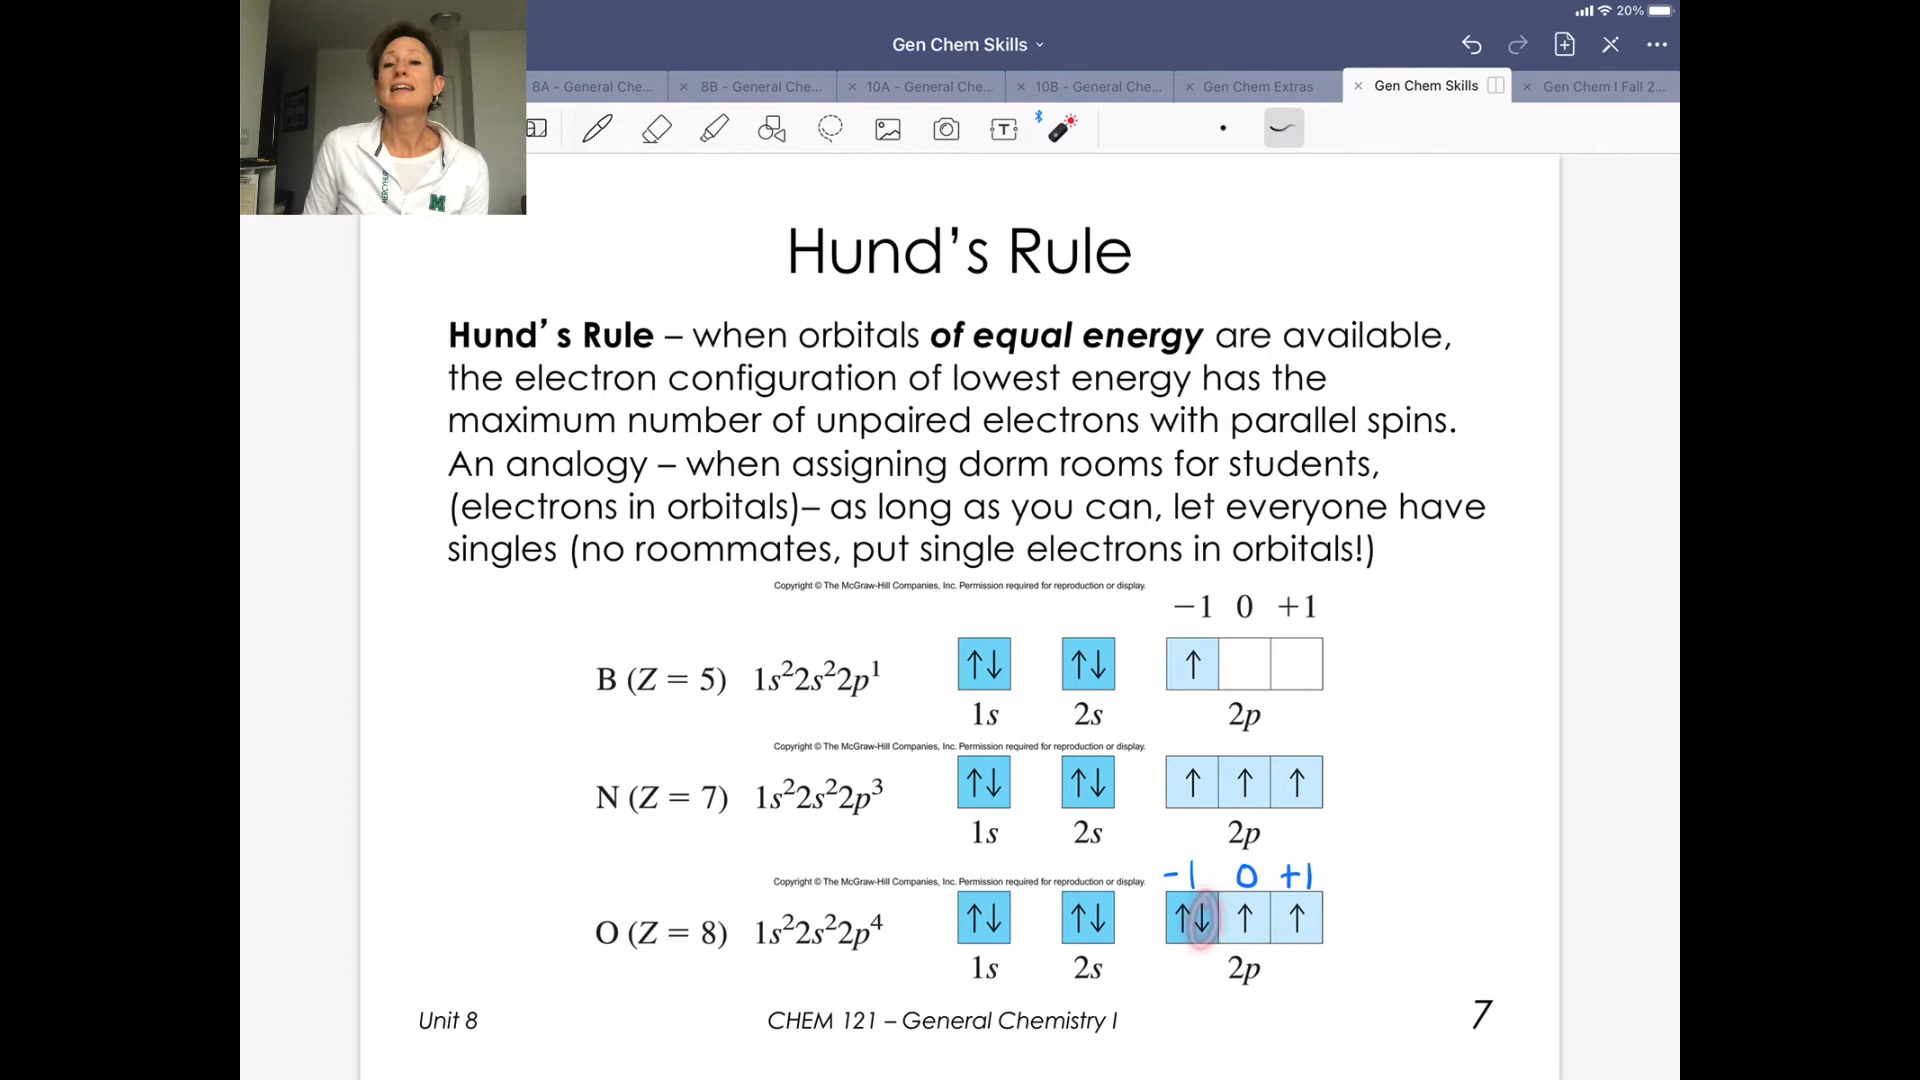 20%
Gen Chem Skills
8A - General Che...
8B - General Che...
10A - General Che...
10B - General Che...
Gen Chem Extras
Gen Chem Skills
Gen Chem I Fall 2...
T
M
Hund's Rule
Hund's Rule – when orbitals of equal energy are available,
the electron configuration of lowest energy has the
maximum number of unpaired electrons with parallel spins.
An analogy – when assigning dorm rooms for students,
(electrons in orbitals)– as long as you can, let everyone have
singles (no roommates, put single electrons in orbitals!)
Copyright © The McGraw-Hill Companies, Inc. Permission required for reproduction or display.
−1 0 +1
B (Z = 5) 1s²2s²2p¹ ↑↓ ↑↓ ↑
1s 2s 2p
Copyright © The McGraw-Hill Companies, Inc. Permission required for reproduction or display.
N (Z = 7) 1s²2s²2p³ ↑↓ ↑↓ ↑ ↑ ↑
1s 2s 2p
Copyright © The McGraw-Hill Companies, Inc. Permission required for reproduction or display.
-1 0 +1
O (Z = 8) 1s²2s²2p⁴ ↑↓ ↑↓ ↑↓ ↑ ↑
1s 2s 2p
Unit 8
CHEM 121 – General Chemistry I
7